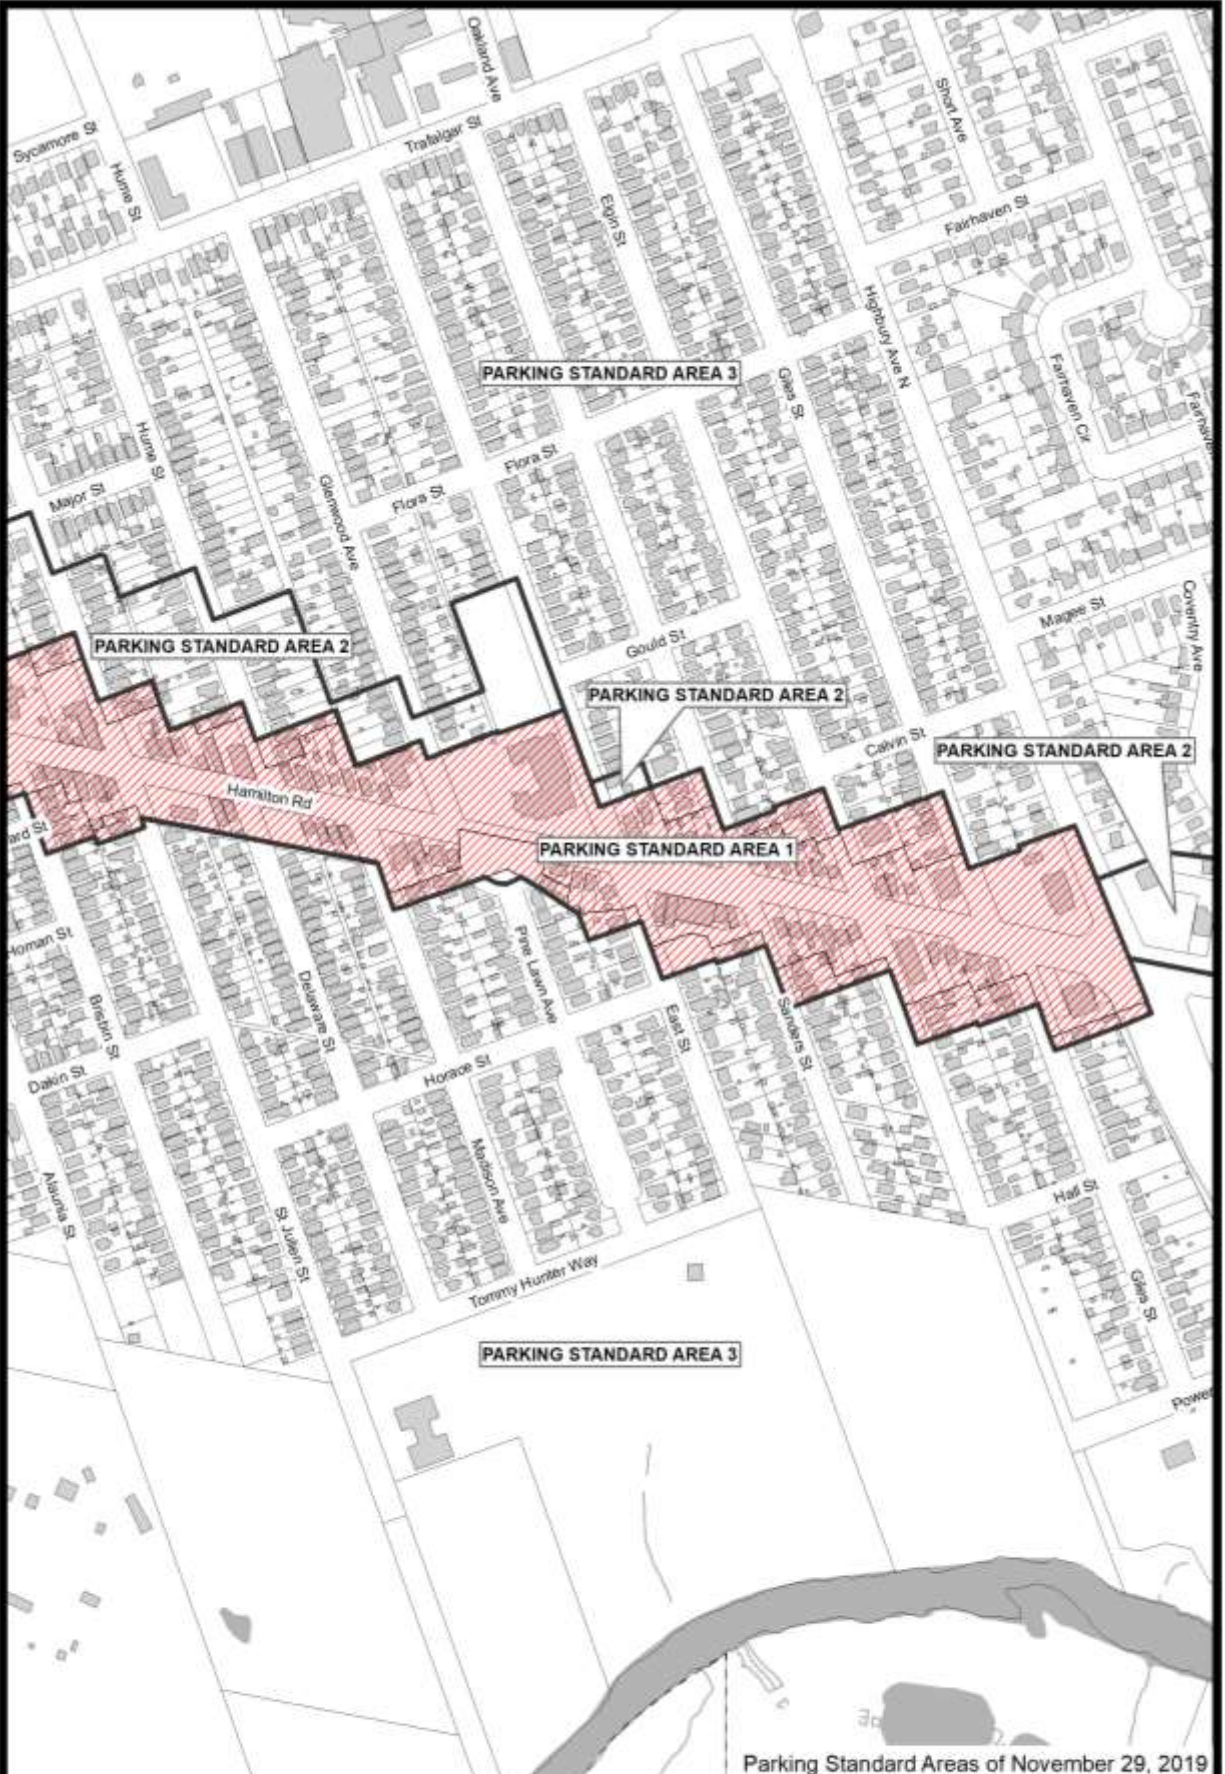 Oakland Ave
Short Ave
Sycamore St
Trafalgar St
Hume St
Elgin St
Fairhaven St
Highbury Ave N
PARKING STANDARD AREA 3
Giles St
Fairhaven Cir
Fairhaven
Hume St
Flora St
Major St
Glenwood Ave
Flora St
Coventry Ave
Magee St
Gould St
PARKING STANDARD AREA 2
PARKING STANDARD AREA 2
Calvin St
PARKING STANDARD AREA 2
Hamilton Rd
ard St
PARKING STANDARD AREA 1
Homan St
Pine Lawn Ave
Delaware St
Brisbin St
Sanders St
East St
Horace St
Dakin St
Madison Ave
Alaunia St
Hall St
St Julien St
Tommy Hunter Way
Giles St
PARKING STANDARD AREA 3
Power
Parking Standard Areas of November 29, 2019